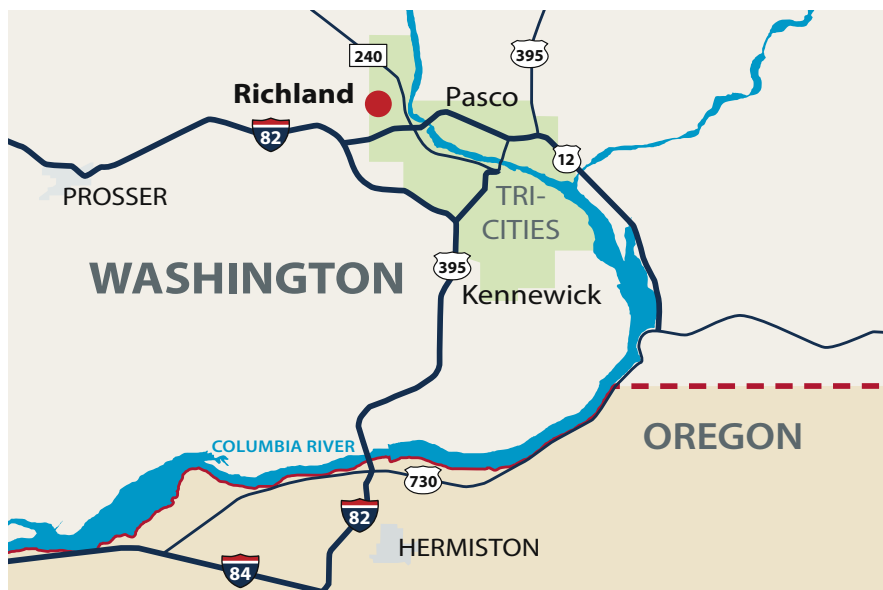 240
395
Richland
Pasco
82
12
PROSSER
TRI-
CITIES
WASHINGTON
395
Kennewick
COLUMBIA RIVER
OREGON
730
82
HERMISTON
84